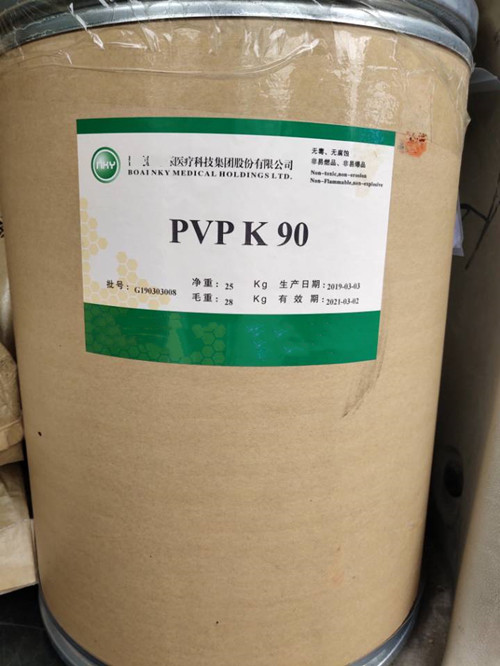 NKY
医疗科技集团股份有限公司
BOAI NKY MEDICAL HOLDINGS LTD.
无毒、无腐蚀
非易燃品、非易爆品
Non-toxic,non-erosion
Non-Flammable,non-explosive
PVP K 90
批号: G190303008
净重: 25 Kg 生产日期: 2019-03-03
毛重: 28 Kg 有效期: 2021-03-02